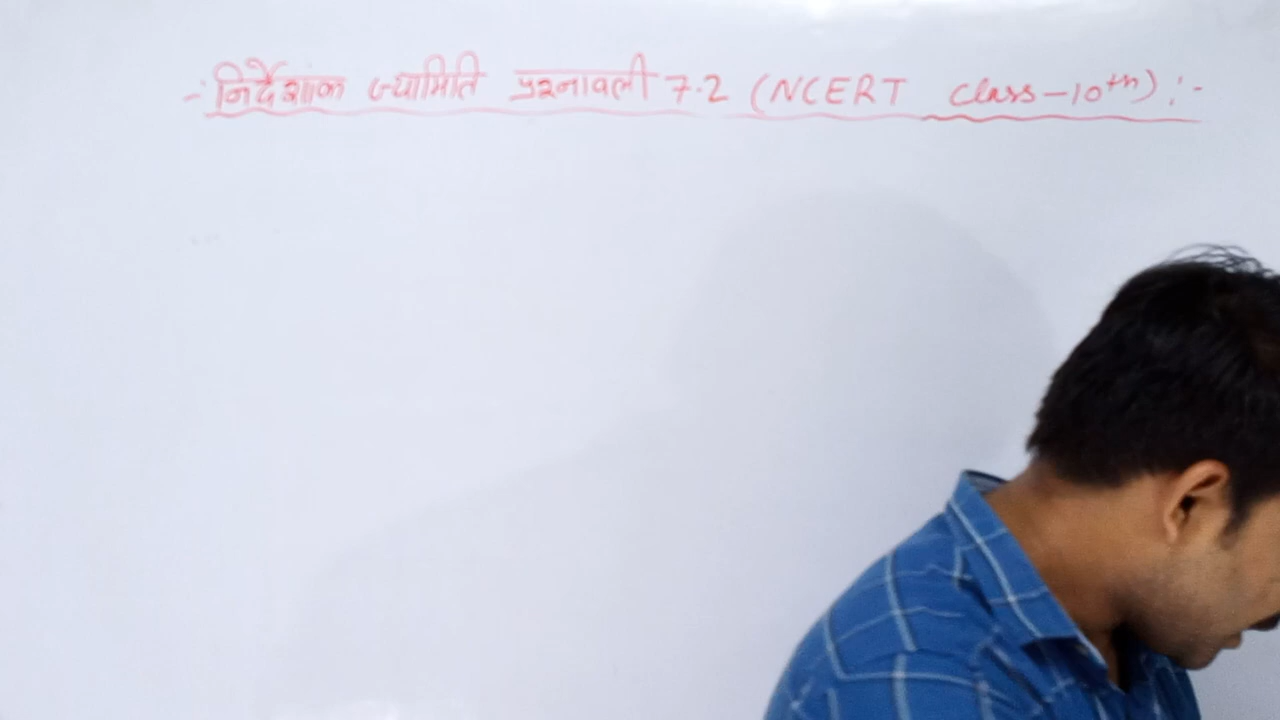 -: निर्देशांक ज्यामिति प्रश्नावली 7.2 (NCERT Class-10th) :-